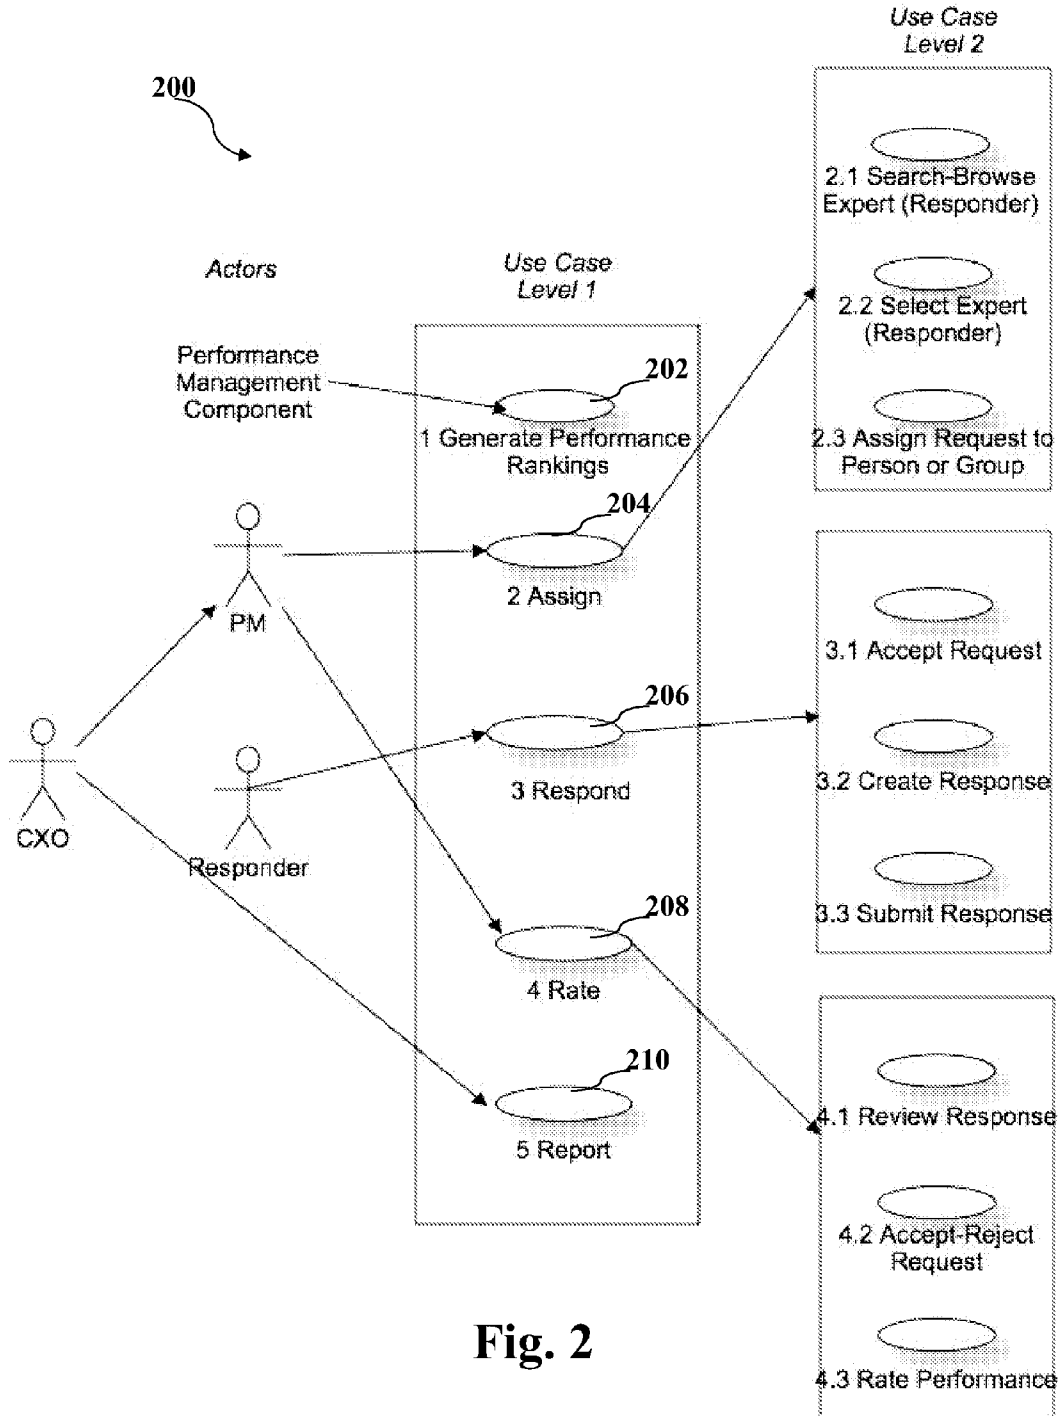 Use Case
Level 2
200
2.1 Search-Browse
Expert (Responder)
2.2 Select Expert
(Responder)
2.3 Assign Request to
Person or Group
Actors
Use Case
Level 1
Performance
Management
Component
202
1 Generate Performance
Rankings
204
2 Assign
PM
3.1 Accept Request
206
3 Respond
3.2 Create Response
CXO
Responder
3.3 Submit Response
208
4 Rate
210
5 Report
4.1 Review Response
4.2 Accept-Reject
Request
4.3 Rate Performance
Fig. 2